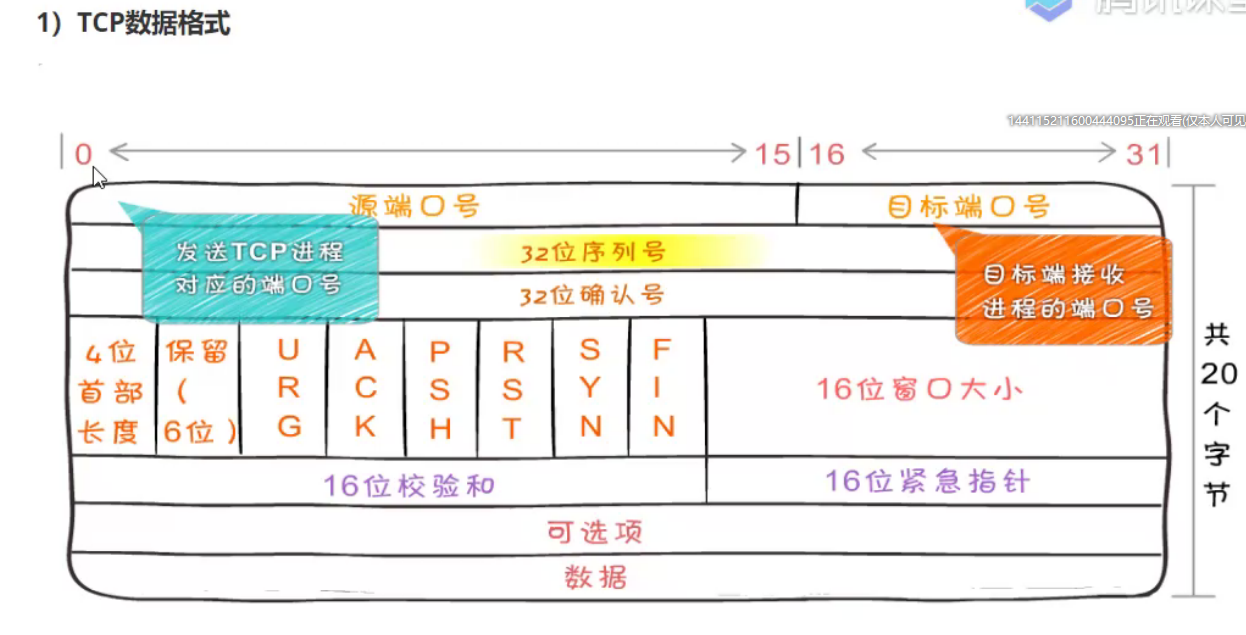 腾讯课堂
1）TCP数据格式
144115211600444095正在观看(仅本人可见
0
15
16
31
源端口号
目标端口号
发送TCP进程
对应的端口号
32位序列号
目标端接收
进程的端口号
32位确认号
4位
首部
长度
保留
(
6位)
URG
ACK
PSH
RST
SYN
FIN
16位窗口大小
共
20
个
字
节
16位校验和
16位紧急指针
可选项
数据